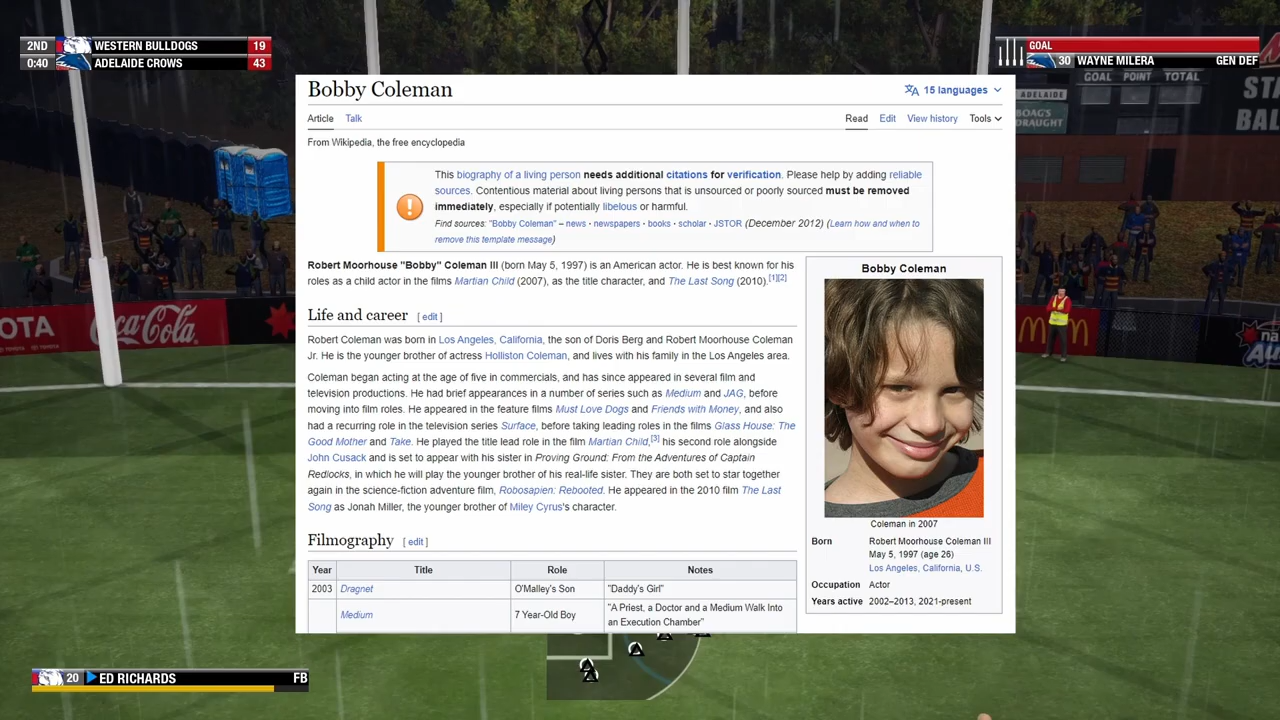 2ND WESTERN BULLDOGS 19
0:40 ADELAIDE CROWS 43
GOAL
30 WAYNE MILERA GEN DEF
GOAL POINT TOTAL
ADELAIDE
BOAG'S
DRAUGHT
STA
BAL
OTA
TOYOTA
Coca-Cola
Bobby Coleman
15 languages
Article Talk Read Edit View history Tools
From Wikipedia, the free encyclopedia
This biography of a living person needs additional citations for verification. Please help by adding reliable
sources. Contentious material about living persons that is unsourced or poorly sourced must be removed
immediately, especially if potentially libelous or harmful.
Find sources: "Bobby Coleman" – news · newspapers · books · scholar · JSTOR (December 2012) (Learn how and when to
remove this template message)
Robert Moorhouse "Bobby" Coleman III (born May 5, 1997) is an American actor. He is best known for his
roles as a child actor in the films Martian Child (2007), as the title character, and The Last Song (2010).[1][2]
Life and career [ edit ]
Robert Coleman was born in Los Angeles, California, the son of Doris Berg and Robert Moorhouse Coleman
Jr. He is the younger brother of actress Holliston Coleman, and lives with his family in the Los Angeles area.
Coleman began acting at the age of five in commercials, and has since appeared in several film and
television productions. He had brief appearances in a number of series such as Medium and JAG, before
moving into film roles. He appeared in the feature films Must Love Dogs and Friends with Money, and also
had a recurring role in the television series Surface, before taking leading roles in the films Glass House: The
Good Mother and Take. He played the title lead role in the film Martian Child,[3] his second role alongside
John Cusack and is set to appear with his sister in Proving Ground: From the Adventures of Captain
Redlocks, in which he will play the younger brother of his real-life sister. They are both set to star together
again in the science-fiction adventure film, Robosapien: Rebooted. He appeared in the 2010 film The Last
Song as Jonah Miller, the younger brother of Miley Cyrus's character.
Filmography [ edit ]
Year Title Role Notes
2003 Dragnet O'Malley's Son "Daddy's Girl"
Medium 7 Year-Old Boy "A Priest, a Doctor and a Medium Walk Into
an Execution Chamber"
Bobby Coleman
Coleman in 2007
Born Robert Moorhouse Coleman III
May 5, 1997 (age 26)
Los Angeles, California, U.S.
Occupation Actor
Years active 2002–2013, 2021-present
na
Au
20 ED RICHARDS FB